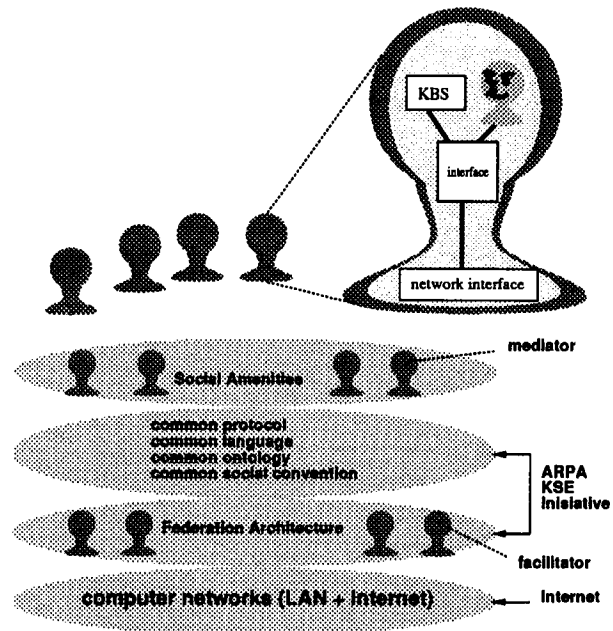 KBS
interface
network interface
mediator
Social Amenities
common protocol
common language
common ontology
common social convention
ARPA
KSE
Inisiative
Federation Architecture
facilitator
computer networks (LAN + internet)
Internet